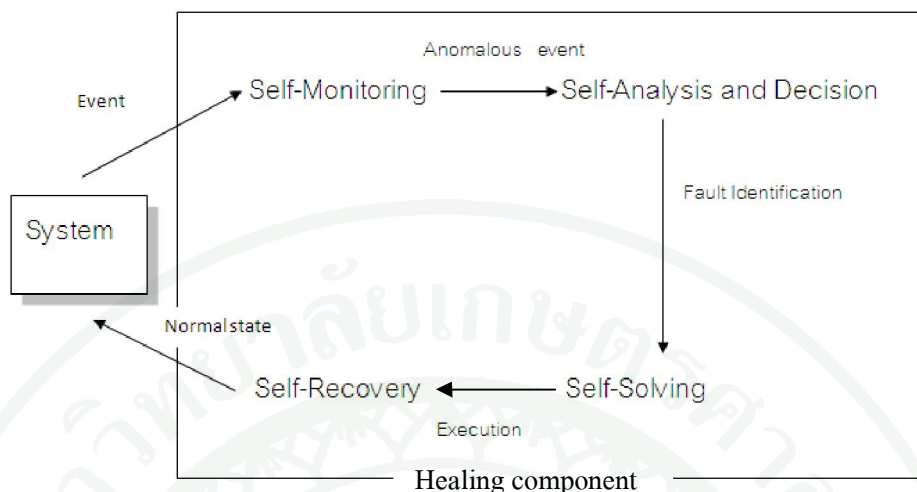 Anomalous event
Event
Self-Monitoring
Self-Analysis and Decision
Fault Identification
System
Normal state
Self-Recovery
Self-Solving
Execution
Healing component